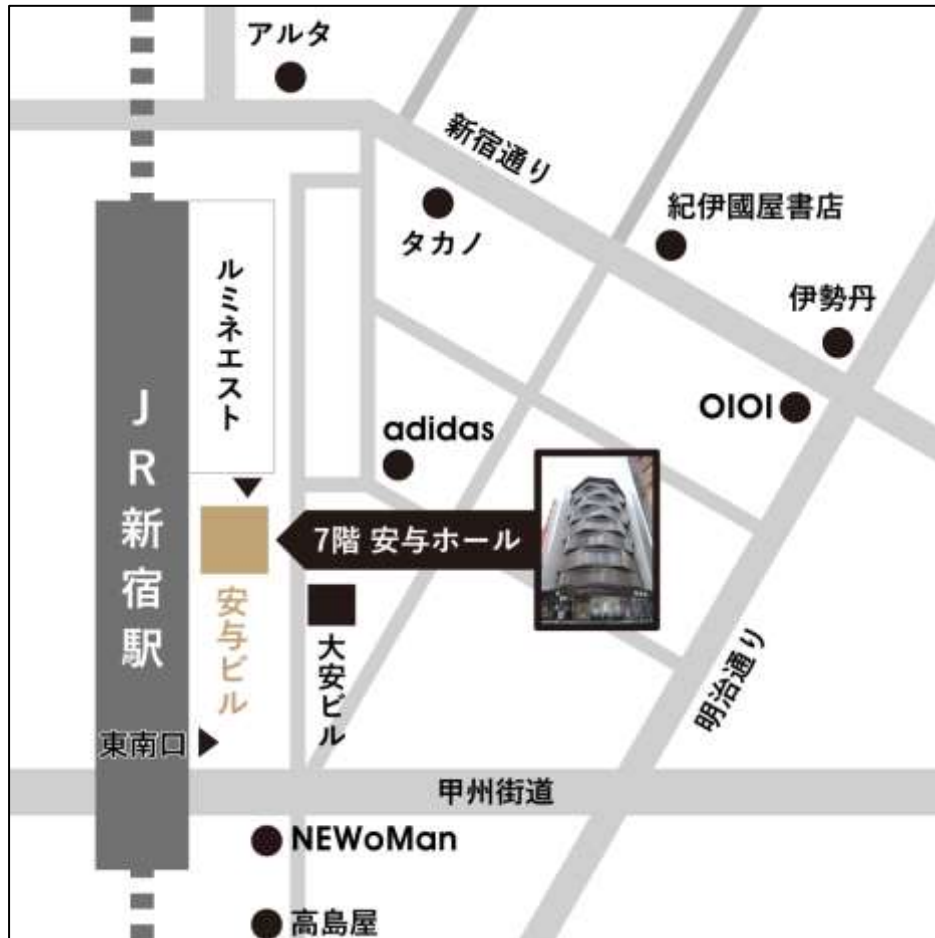 アルタ
新宿通り
紀伊國屋書店
タカノ
ルミネエスト
伊勢丹
OIOI
JR新宿駅
adidas
7階 安与ホール
安与ビル
大安ビル
明治通り
東南口
甲州街道
NEWoMan
高島屋